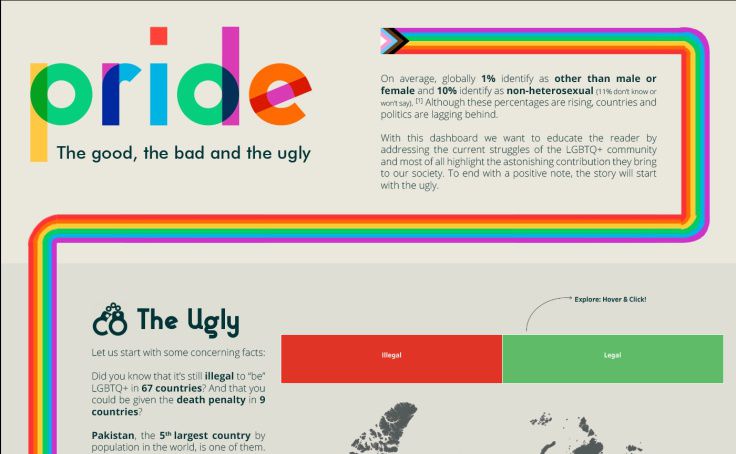 pride
The good, the bad and the ugly
On average, globally 1% identify as other than male or
female and 10% identify as non-heterosexual (11% don't know or
won't say). [1] Although these percentages are rising, countries and
politics are lagging behind.
With this dashboard we want to educate the reader by
addressing the current struggles of the LGBTQ+ community
and most of all highlight the astonishing contribution they bring
to our society. To end with a positive note, the story will start
with the ugly.
The Ugly
Let us start with some concerning facts:
Did you know that it's still illegal to "be"
LGBTQ+ in 67 countries? And that you
could be given the death penalty in 9
countries?
Pakistan, the 5th largest country by
population in the world, is one of them.
Explore: Hover & Click!
Illegal
Legal